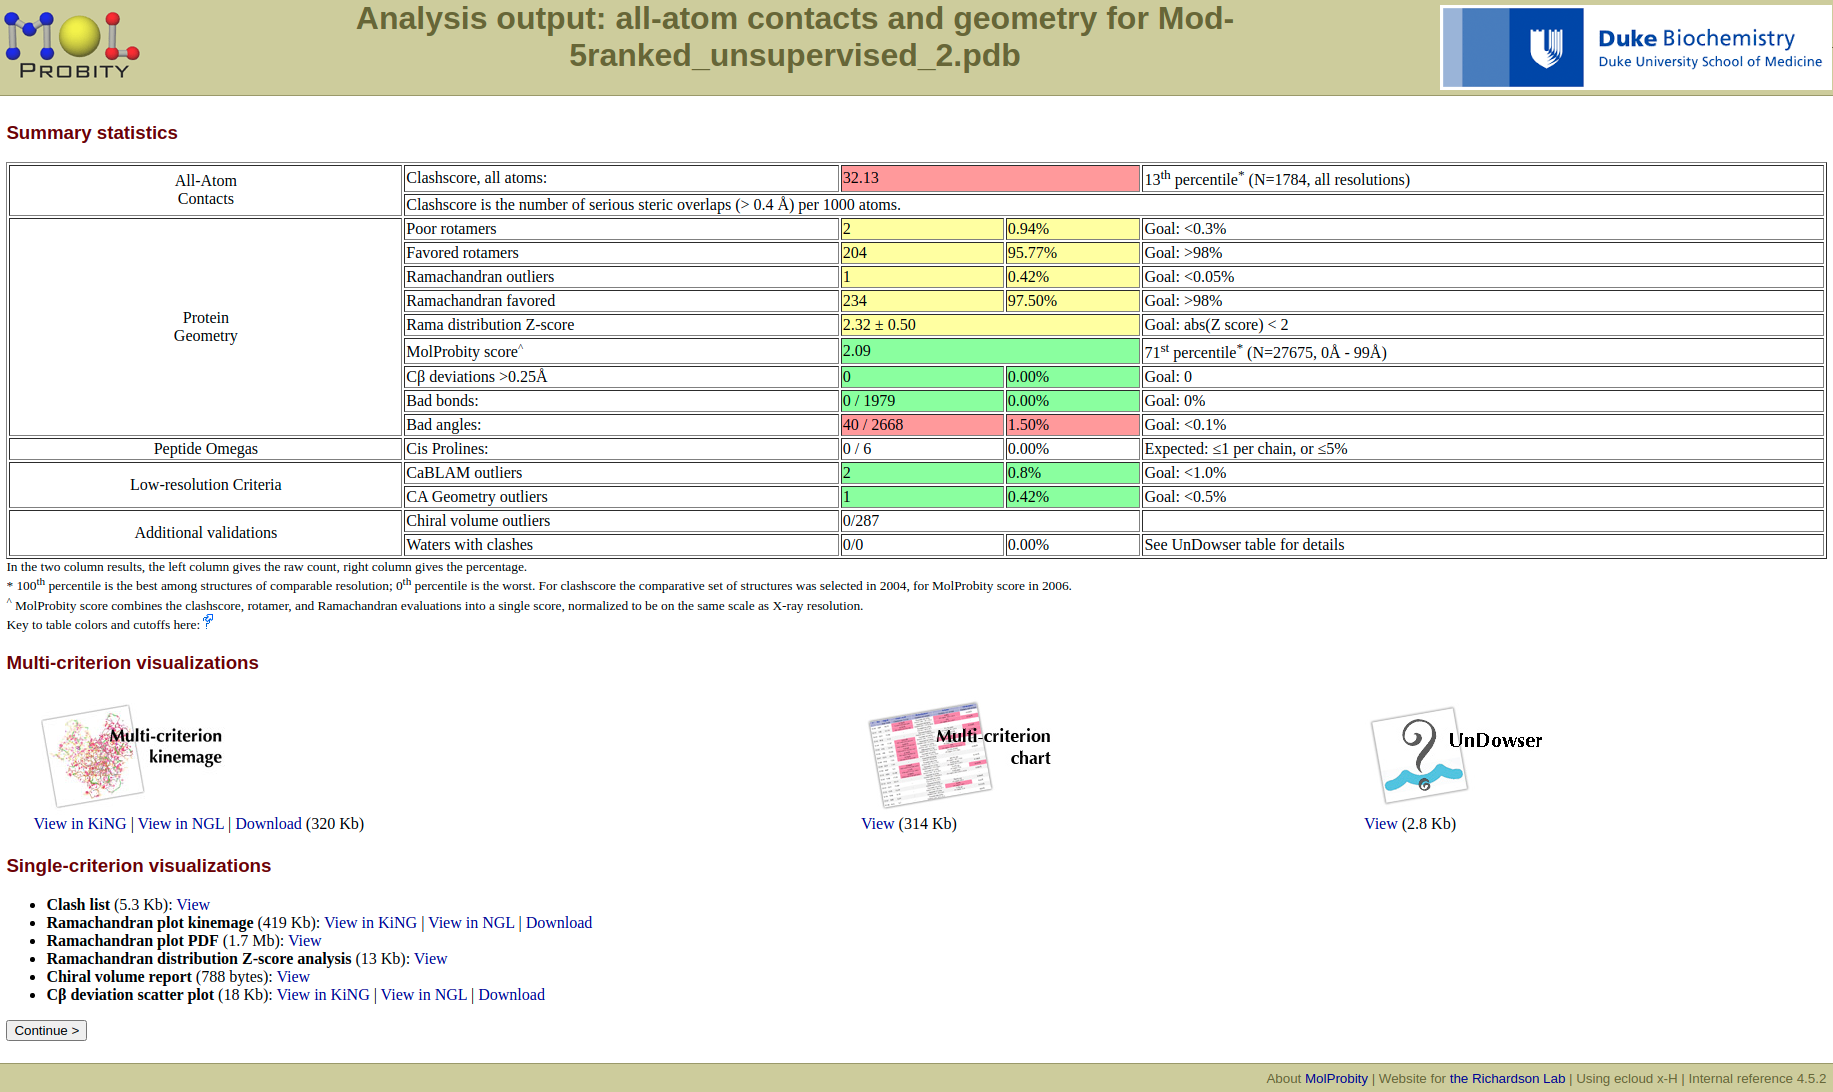 MOL
PROBITY
Analysis output: all-atom contacts and geometry for Mod-
5ranked_unsupervised_2.pdb
Duke Biochemistry
Duke University School of Medicine
Summary statistics
All-Atom
Contacts
Clashscore, all atoms: 32.13 13th percentile* (N=1784, all resolutions)
Clashscore is the number of serious steric overlaps (> 0.4 Å) per 1000 atoms.
Protein
Geometry
Poor rotamers 2 0.94% Goal: <0.3%
Favored rotamers 204 95.77% Goal: >98%
Ramachandran outliers 1 0.42% Goal: <0.05%
Ramachandran favored 234 97.50% Goal: >98%
Rama distribution Z-score 2.32 ± 0.50 Goal: abs(Z score) < 2
MolProbity score^ 2.09 71st percentile* (N=27675, 0Å - 99Å)
Cβ deviations >0.25Å 0 0.00% Goal: 0
Bad bonds: 0 / 1979 0.00% Goal: 0%
Bad angles: 40 / 2668 1.50% Goal: <0.1%
Peptide Omegas Cis Prolines: 0 / 6 0.00% Expected: ≤1 per chain, or ≤5%
Low-resolution Criteria
CaBLAM outliers 2 0.8% Goal: <1.0%
CA Geometry outliers 1 0.42% Goal: <0.5%
Additional validations
Chiral volume outliers 0/287
Waters with clashes 0/0 0.00% See UnDowser table for details
In the two column results, the left column gives the raw count, right column gives the percentage.
* 100th percentile is the best among structures of comparable resolution; 0th percentile is the worst. For clashscore the comparative set of structures was selected in 2004, for MolProbity score in 2006.
^ MolProbity score combines the clashscore, rotamer, and Ramachandran evaluations into a single score, normalized to be on the same scale as X-ray resolution.
Key to table colors and cutoffs here: ?
Multi-criterion visualizations
Multi-criterion
kinemage
View in KiNG | View in NGL | Download (320 Kb)
Multi-criterion
chart
View (314 Kb)
UnDowser
View (2.8 Kb)
Single-criterion visualizations
• Clash list (5.3 Kb): View
• Ramachandran plot kinemage (419 Kb): View in KiNG | View in NGL | Download
• Ramachandran plot PDF (1.7 Mb): View
• Ramachandran distribution Z-score analysis (13 Kb): View
• Chiral volume report (788 bytes): View
• Cβ deviation scatter plot (18 Kb): View in KiNG | View in NGL | Download
Continue >
About MolProbity | Website for the Richardson Lab | Using ecloud x-H | Internal reference 4.5.2